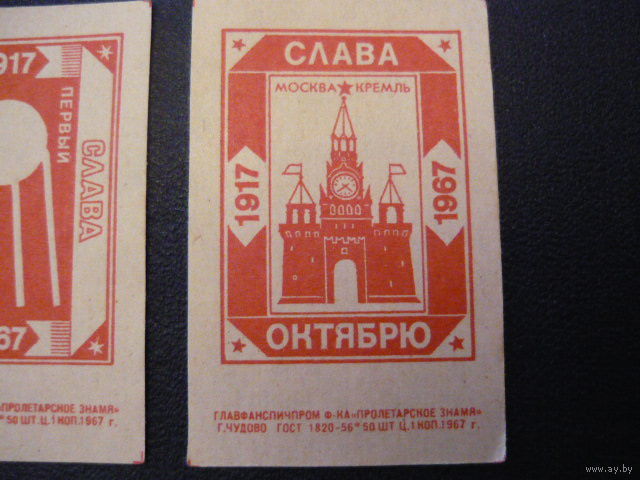 917
ПЕРВЫЙ
СЛАВА
67
«ПРОЛЕТАРСКОЕ ЗНАМЯ»
50 ШТ. Ц. 1 КОП. 1967 г.
СЛАВА
МОСКВА★КРЕМЛЬ
1917
1967
ОКТЯБРЮ
ГЛАВФАНСПИЧПРОМ Ф-КА «ПРОЛЕТАРСКОЕ ЗНАМЯ»
Г. ЧУДОВО ГОСТ 1820-56* 50 ШТ Ц. 1 КОП. 1967 г.
www.ay.by